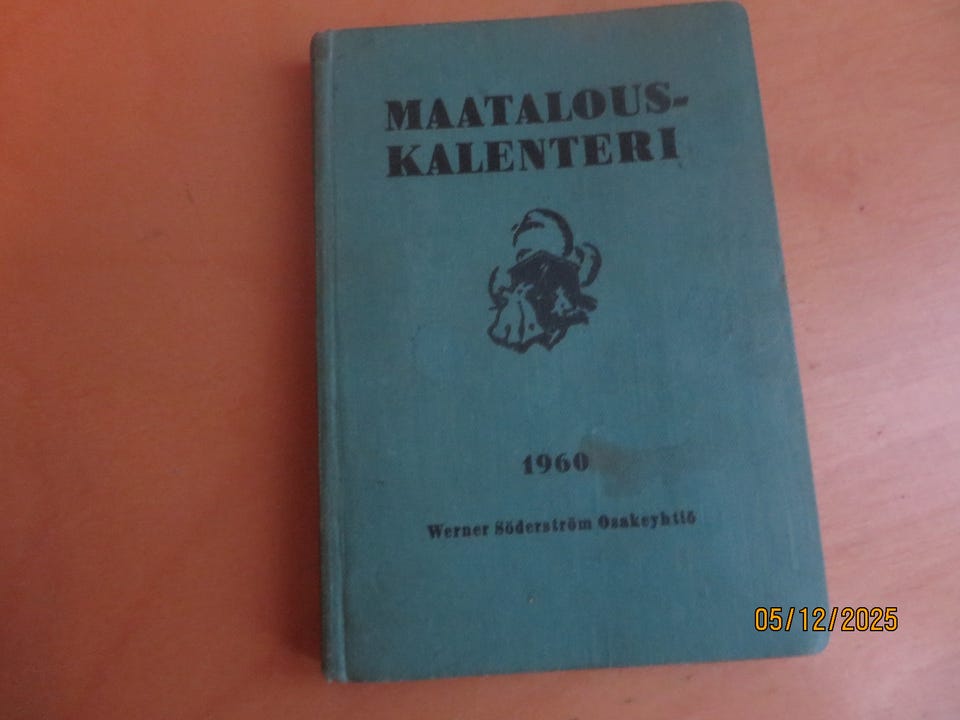 MAATALOUS-
KALENTERI
1960
Werner Söderström Osakeyhtiö
05/12/2025